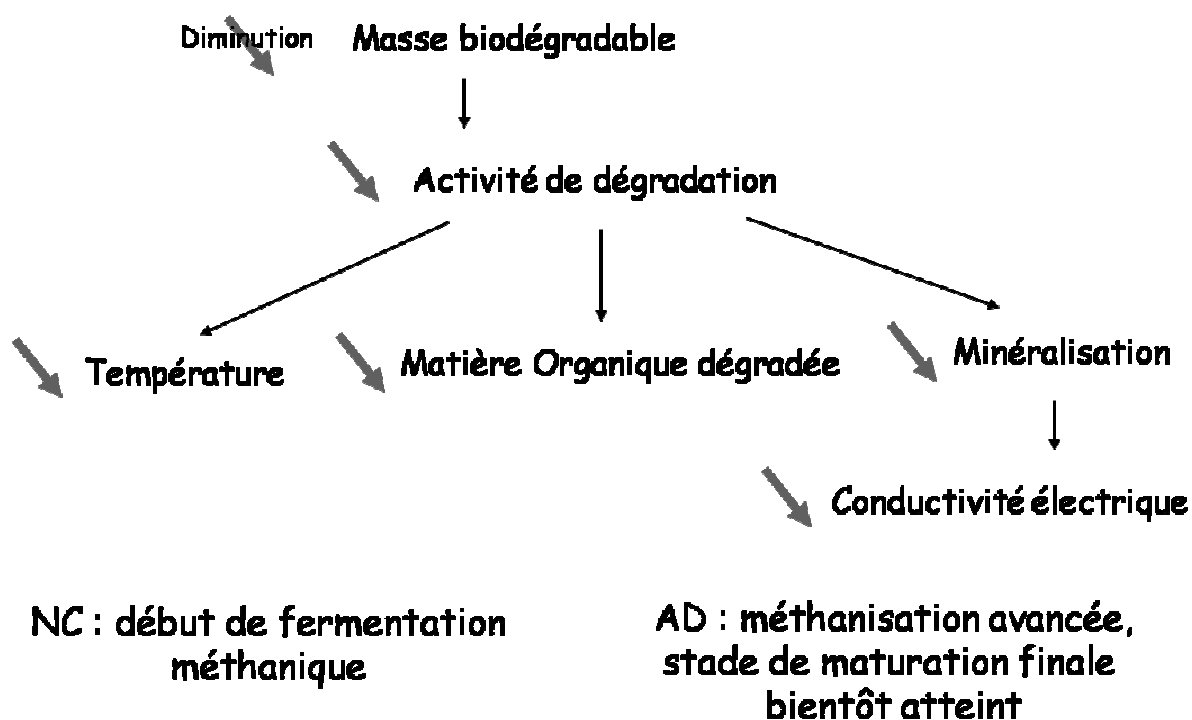 Diminution Masse biodégradable
Activité de dégradation
Température
Matière Organique dégradée
Minéralisation
Conductivité électrique
NC : début de fermentation
méthanique
AD : méthanisation avancée,
stade de maturation finale
bientôt atteint